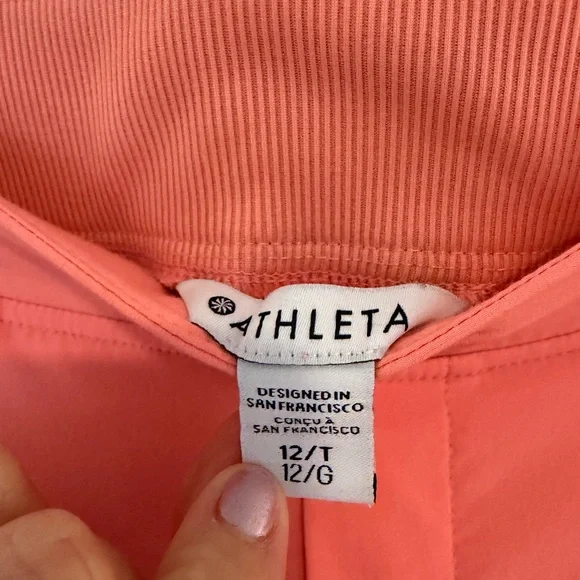 ATHLETA
DESIGNED IN
SAN FRANCISCO
CONÇU À
SAN FRANCISCO
12/T
12/G